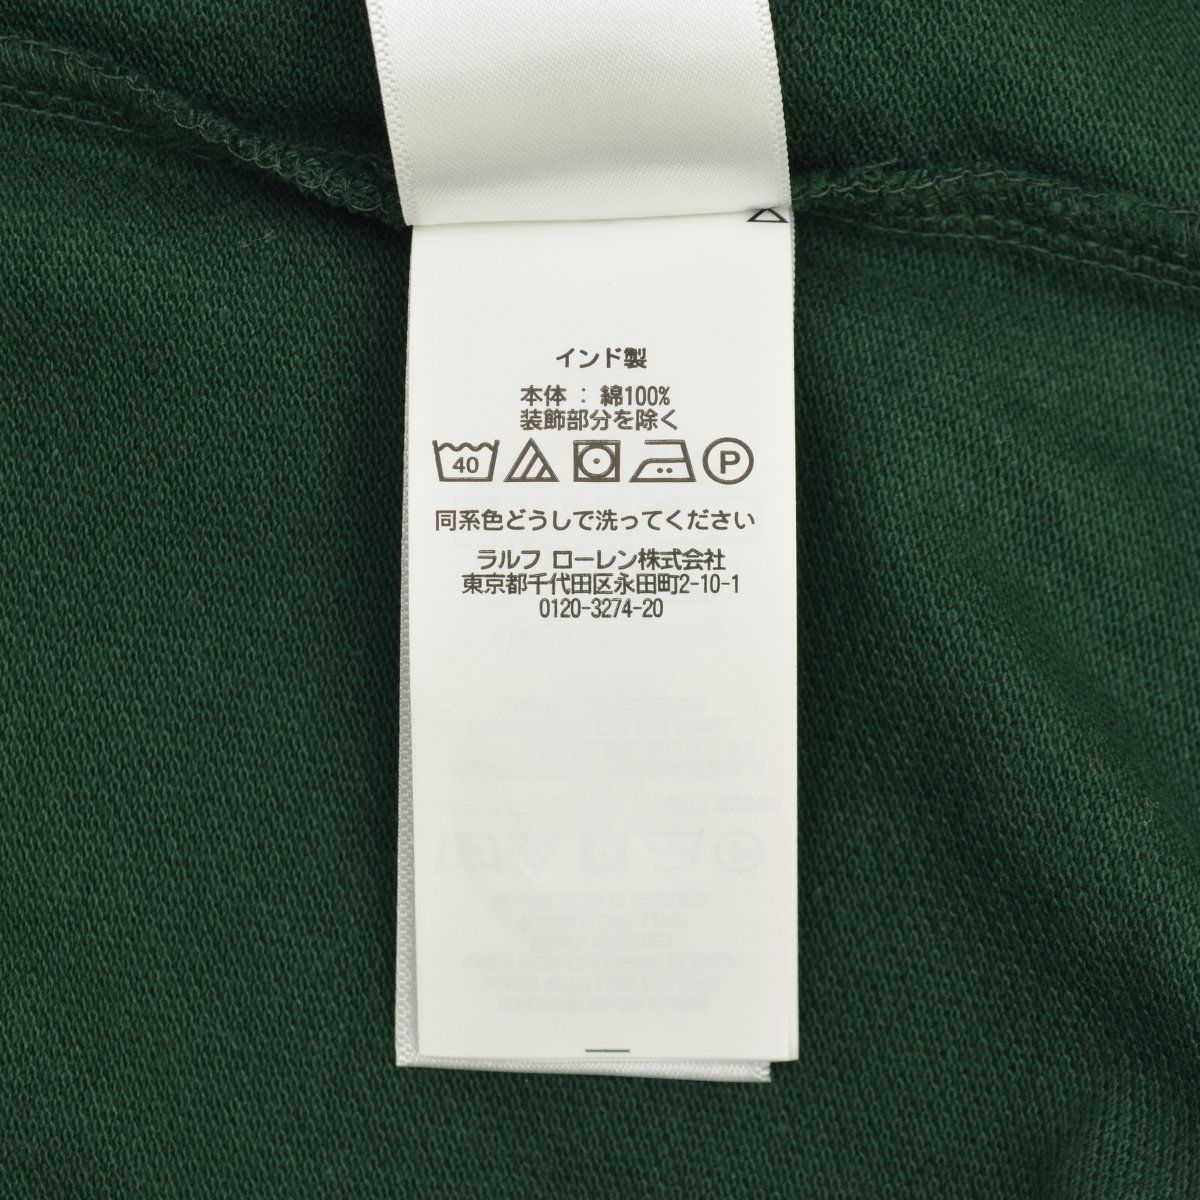 インド製
本体 : 綿100%
装飾部分を除く
40 P
同系色どうしで洗ってください
ラルフ ローレン株式会社
東京都千代田区永田町2-10-1
0120-3274-20